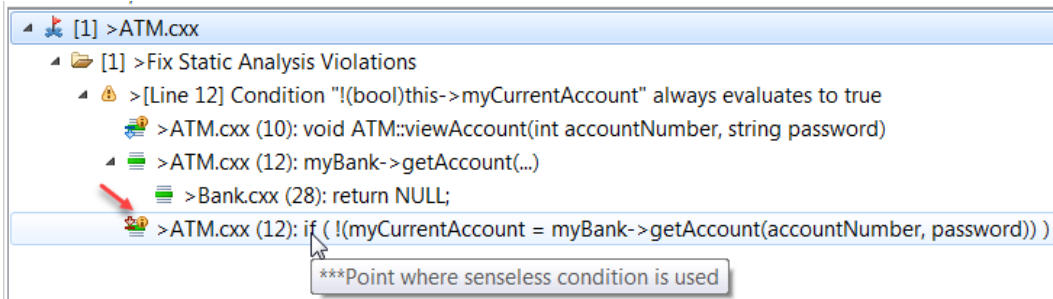 [1] >ATM.cxx
[1] >Fix Static Analysis Violations
>[Line 12] Condition "!(bool)this->myCurrentAccount" always evaluates to true
>ATM.cxx (10): void ATM::viewAccount(int accountNumber, string password)
>ATM.cxx (12): myBank->getAccount(...)
>Bank.cxx (28): return NULL;
>ATM.cxx (12): if ( !(myCurrentAccount = myBank->getAccount(accountNumber, password)) )
***Point where senseless condition is used